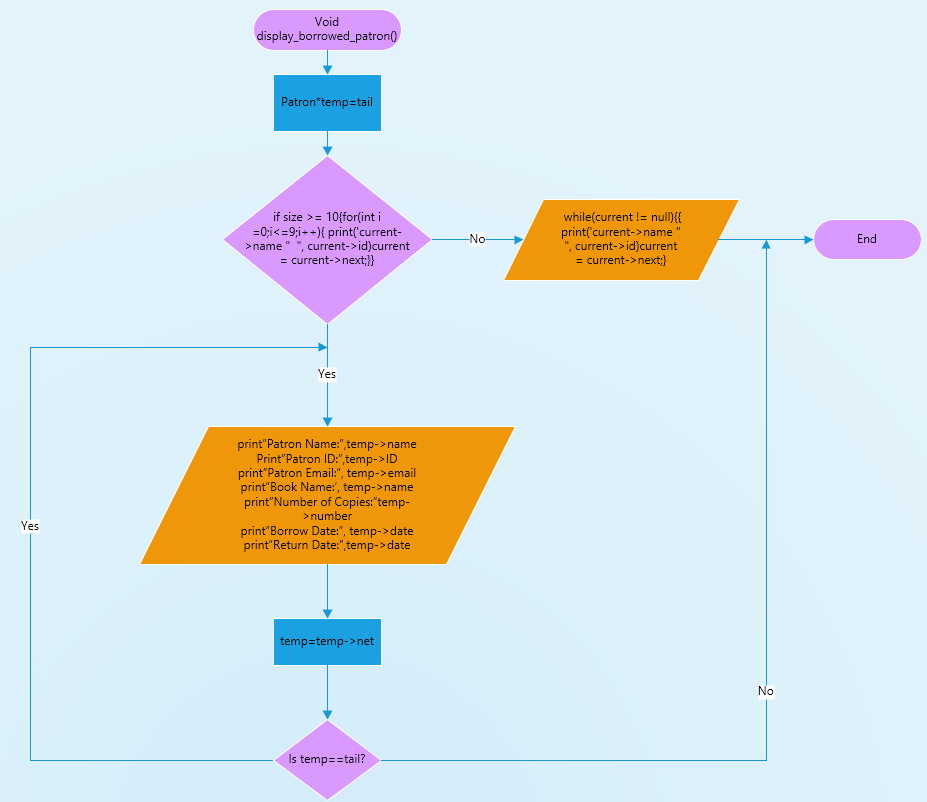 Void
display_borrowed_patron()
Patron*temp=tail
if size >= 10{for(int i
=0;i<=9;i++){ print('current-
>name "  ", current->id)current
= current->next;}}
No
while(current != null){{
print('current->name "
", current->id)current
= current->next;}
End
Yes
print"Patron Name:",temp->name
Print"Patron ID:",temp->ID
print"Patron Email:", temp->email
print"Book Name:', temp->name
print"Number of Copies:"temp-
>number
print"Borrow Date:", temp->date
print"Return Date:",temp->date
Yes
temp=temp->net
No
Is temp==tail?